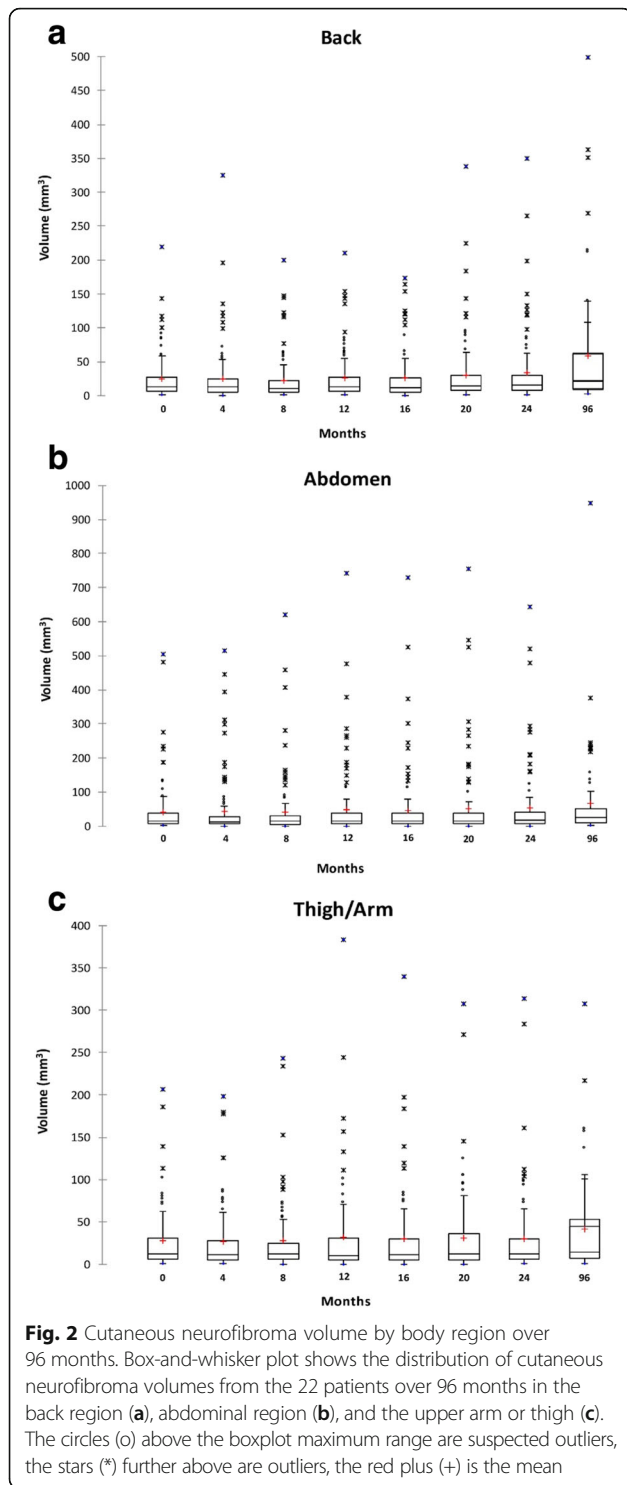 a
Back
500
450
400
350
300
250
200
150
100
50
0
Volume (mm³)
0 4 8 12 16 20 24 96
Months
b
Abdomen
1000
900
800
700
600
500
400
300
200
100
0
Volume (mm³)
0 4 8 12 16 20 24 96
Months
c
Thigh/Arm
400
350
300
250
200
150
100
50
0
Volume (mm³)
0 4 8 12 16 20 24 96
Months
Fig. 2 Cutaneous neurofibroma volume by body region over
96 months. Box-and-whisker plot shows the distribution of cutaneous
neurofibroma volumes from the 22 patients over 96 months in the
back region (a), abdominal region (b), and the upper arm or thigh (c).
The circles (o) above the boxplot maximum range are suspected outliers,
the stars (*) further above are outliers, the red plus (+) is the mean